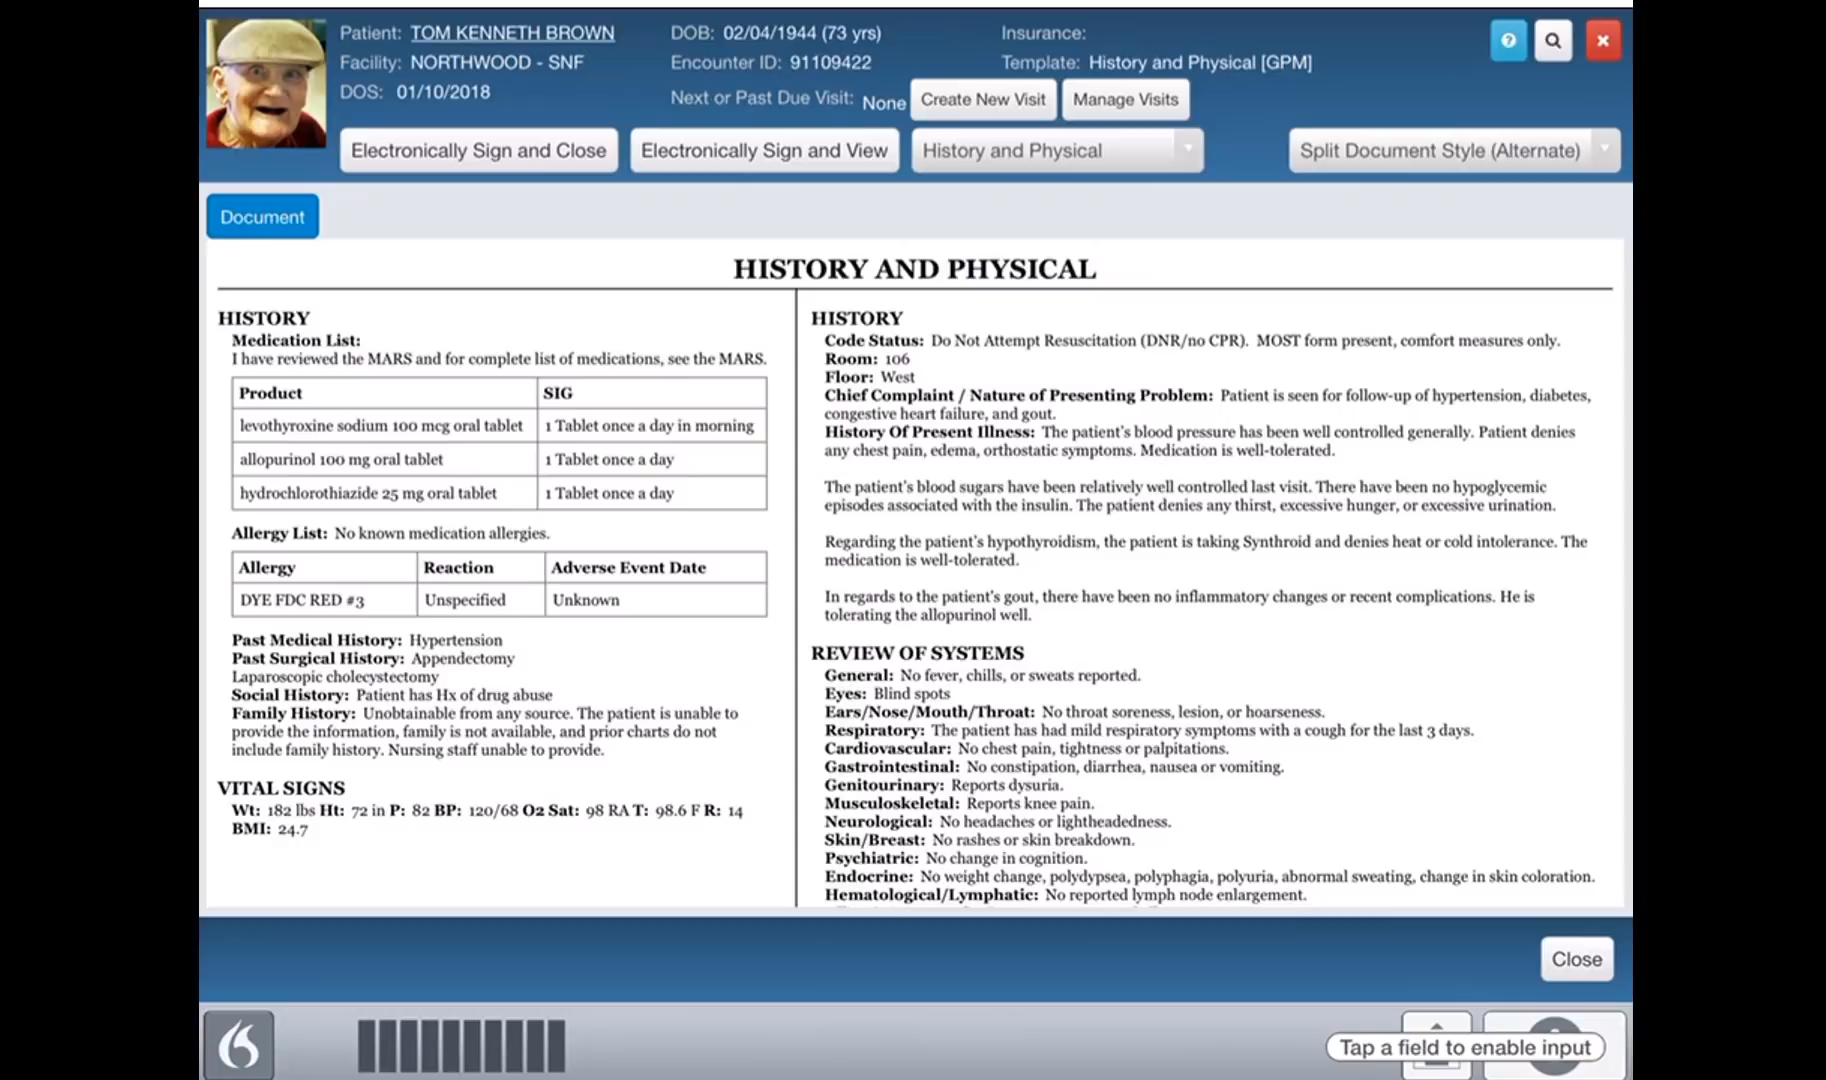 Patient: TOM KENNETH BROWN
Facility: NORTHWOOD - SNF
DOS: 01/10/2018
DOB: 02/04/1944 (73 yrs)
Encounter ID: 91109422
Next or Past Due Visit: None
Create New Visit
Manage Visits
Insurance:
Template: History and Physical [GPM]
?
Electronically Sign and Close
Electronically Sign and View
History and Physical
Split Document Style (Alternate)
Document
HISTORY AND PHYSICAL
HISTORY
Medication List:
I have reviewed the MARS and for complete list of medications, see the MARS.
Product SIG
levothyroxine sodium 100 mcg oral tablet 1 Tablet once a day in morning
allopurinol 100 mg oral tablet 1 Tablet once a day
hydrochlorothiazide 25 mg oral tablet 1 Tablet once a day
Allergy List: No known medication allergies.
Allergy Reaction Adverse Event Date
DYE FDC RED #3 Unspecified Unknown
Past Medical History: Hypertension
Past Surgical History: Appendectomy
Laparoscopic cholecystectomy
Social History: Patient has Hx of drug abuse
Family History: Unobtainable from any source. The patient is unable to
provide the information, family is not available, and prior charts do not
include family history. Nursing staff unable to provide.
VITAL SIGNS
Wt: 182 lbs Ht: 72 in P: 82 BP: 120/68 O2 Sat: 98 RA T: 98.6 F R: 14
BMI: 24.7
HISTORY
Code Status: Do Not Attempt Resuscitation (DNR/no CPR). MOST form present, comfort measures only.
Room: 106
Floor: West
Chief Complaint / Nature of Presenting Problem: Patient is seen for follow-up of hypertension, diabetes,
congestive heart failure, and gout.
History Of Present Illness: The patient's blood pressure has been well controlled generally. Patient denies
any chest pain, edema, orthostatic symptoms. Medication is well-tolerated.
The patient's blood sugars have been relatively well controlled last visit. There have been no hypoglycemic
episodes associated with the insulin. The patient denies any thirst, excessive hunger, or excessive urination.
Regarding the patient's hypothyroidism, the patient is taking Synthroid and denies heat or cold intolerance. The
medication is well-tolerated.
In regards to the patient's gout, there have been no inflammatory changes or recent complications. He is
tolerating the allopurinol well.
REVIEW OF SYSTEMS
General: No fever, chills, or sweats reported.
Eyes: Blind spots
Ears/Nose/Mouth/Throat: No throat soreness, lesion, or hoarseness.
Respiratory: The patient has had mild respiratory symptoms with a cough for the last 3 days.
Cardiovascular: No chest pain, tightness or palpitations.
Gastrointestinal: No constipation, diarrhea, nausea or vomiting.
Genitourinary: Reports dysuria.
Musculoskeletal: Reports knee pain.
Neurological: No headaches or lightheadedness.
Skin/Breast: No rashes or skin breakdown.
Psychiatric: No change in cognition.
Endocrine: No weight change, polydypsea, polyphagia, polyuria, abnormal sweating, change in skin coloration.
Hematological/Lymphatic: No reported lymph node enlargement.
Close
Tap a field to enable input